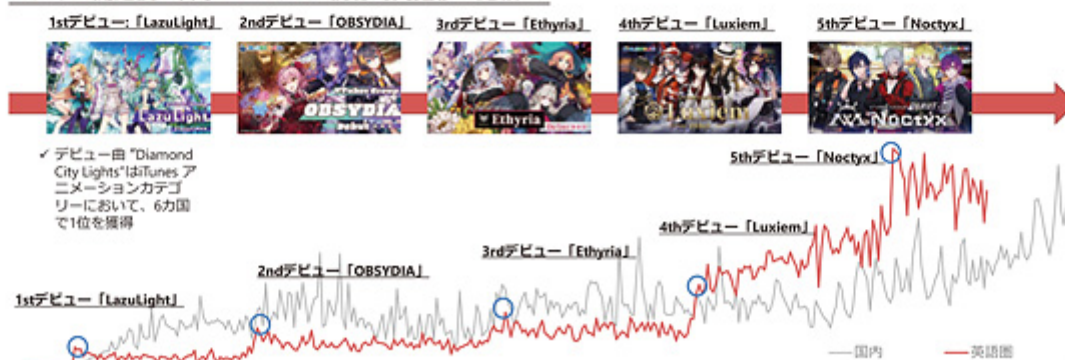 1stデビュー:「LazuLight」
2ndデビュー「OBSYDIA」
3rdデビュー「Ethyria」
4thデビュー「Luxiem」
5thデビュー「Noctyx」
LazuLight
VTuber Group
OBSYDIA
Debut
Ethyria
Luxiem
NOCTYX
✓ デビュー曲 "Diamond
City Lights"はiTunes ア
ニメーションカテゴ
リーにおいて、6カ国
で1位を獲得
5thデビュー「Noctyx」
4thデビュー「Luxiem」
3rdデビュー「Ethyria」
2ndデビュー「OBSYDIA」
1stデビュー「LazuLight」
国内
英語圏